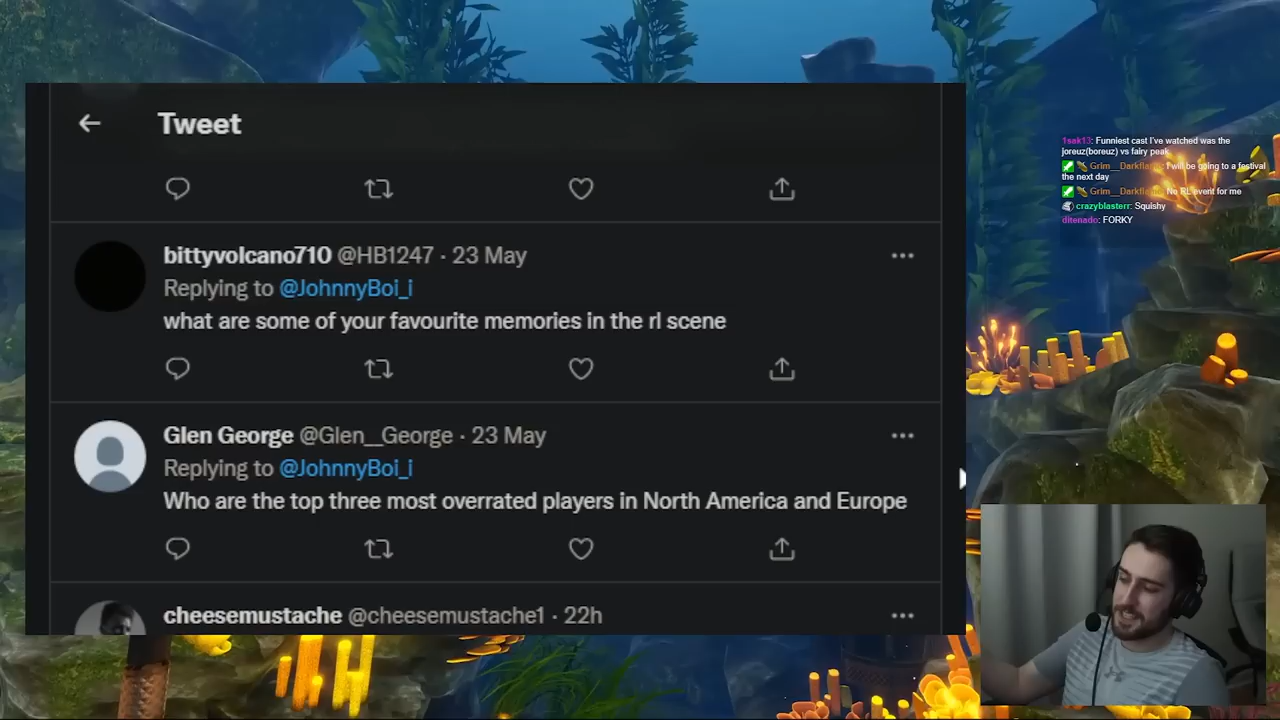 Tweet
bittyvolcano710 @HB1247 · 23 May
Replying to @JohnnyBoi_i
what are some of your favourite memories in the rl scene
Glen George @Glen__George · 23 May
Replying to @JohnnyBoi_i
Who are the top three most overrated players in North America and Europe
cheesemustache @cheesemustache1 · 22h
1sak13: Funniest cast I've watched was the
joreuz(boreuz) vs fairy peak
I will be going to a festival
the next day
No RL event for me
crazyblasterr: Squishy
ditenado: FORKY